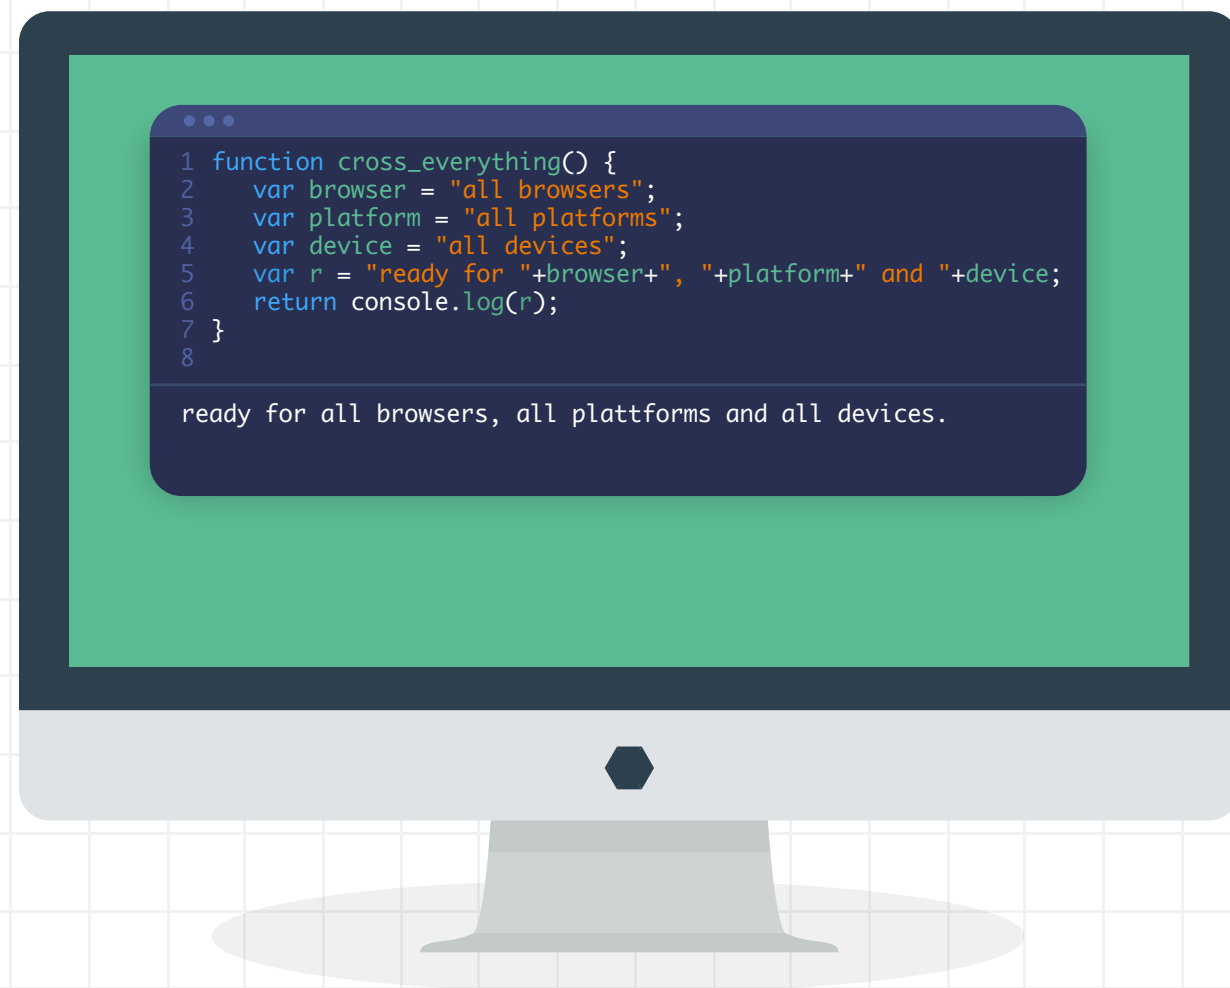 1 function cross_everything() {
2    var browser = "all browsers";
3    var platform = "all platforms";
4    var device = "all devices";
5    var r = "ready for "+browser+", "+platform+" and "+device;
6    return console.log(r);
7 }
8
ready for all browsers, all plattforms and all devices.